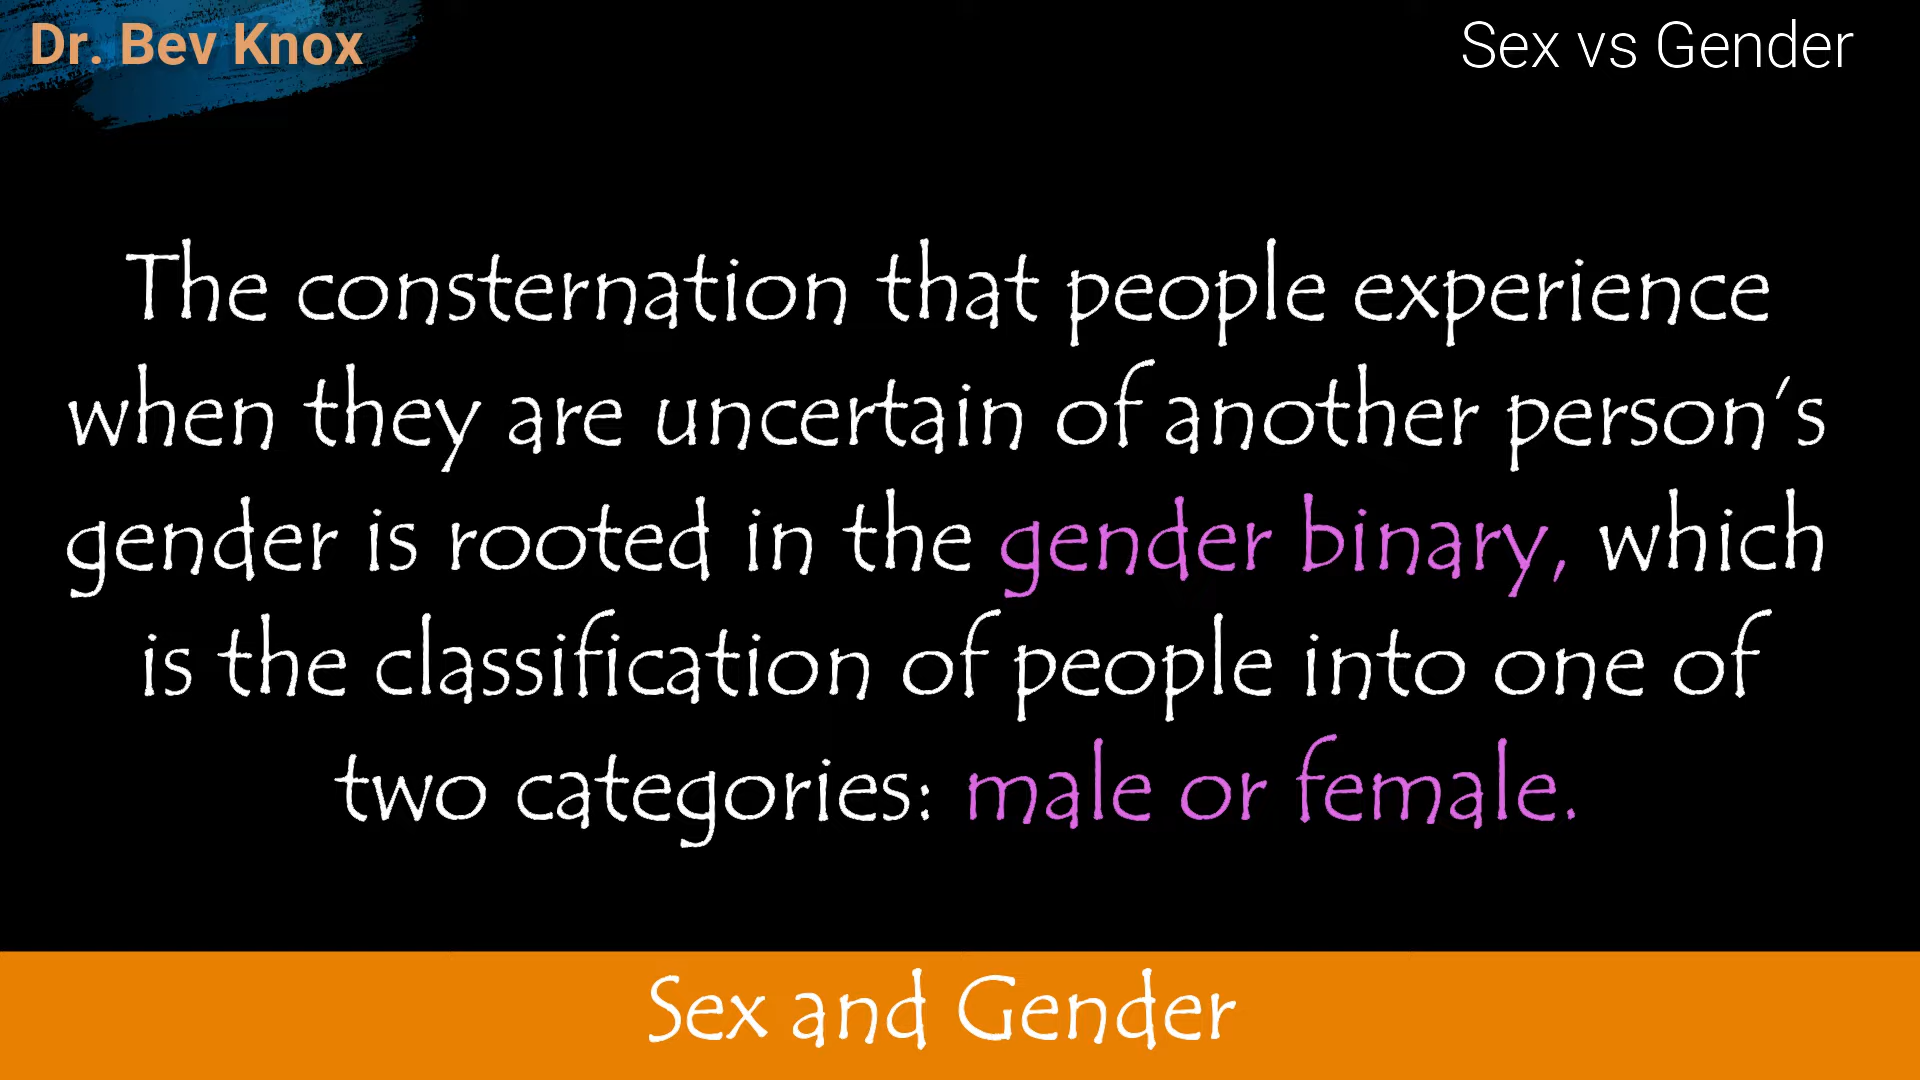 Dr. Bev Knox
Sex vs Gender
The consternation that people experience
when they are uncertain of another person's
gender is rooted in the gender binary, which
is the classification of people into one of
two categories: male or female.
Sex and Gender